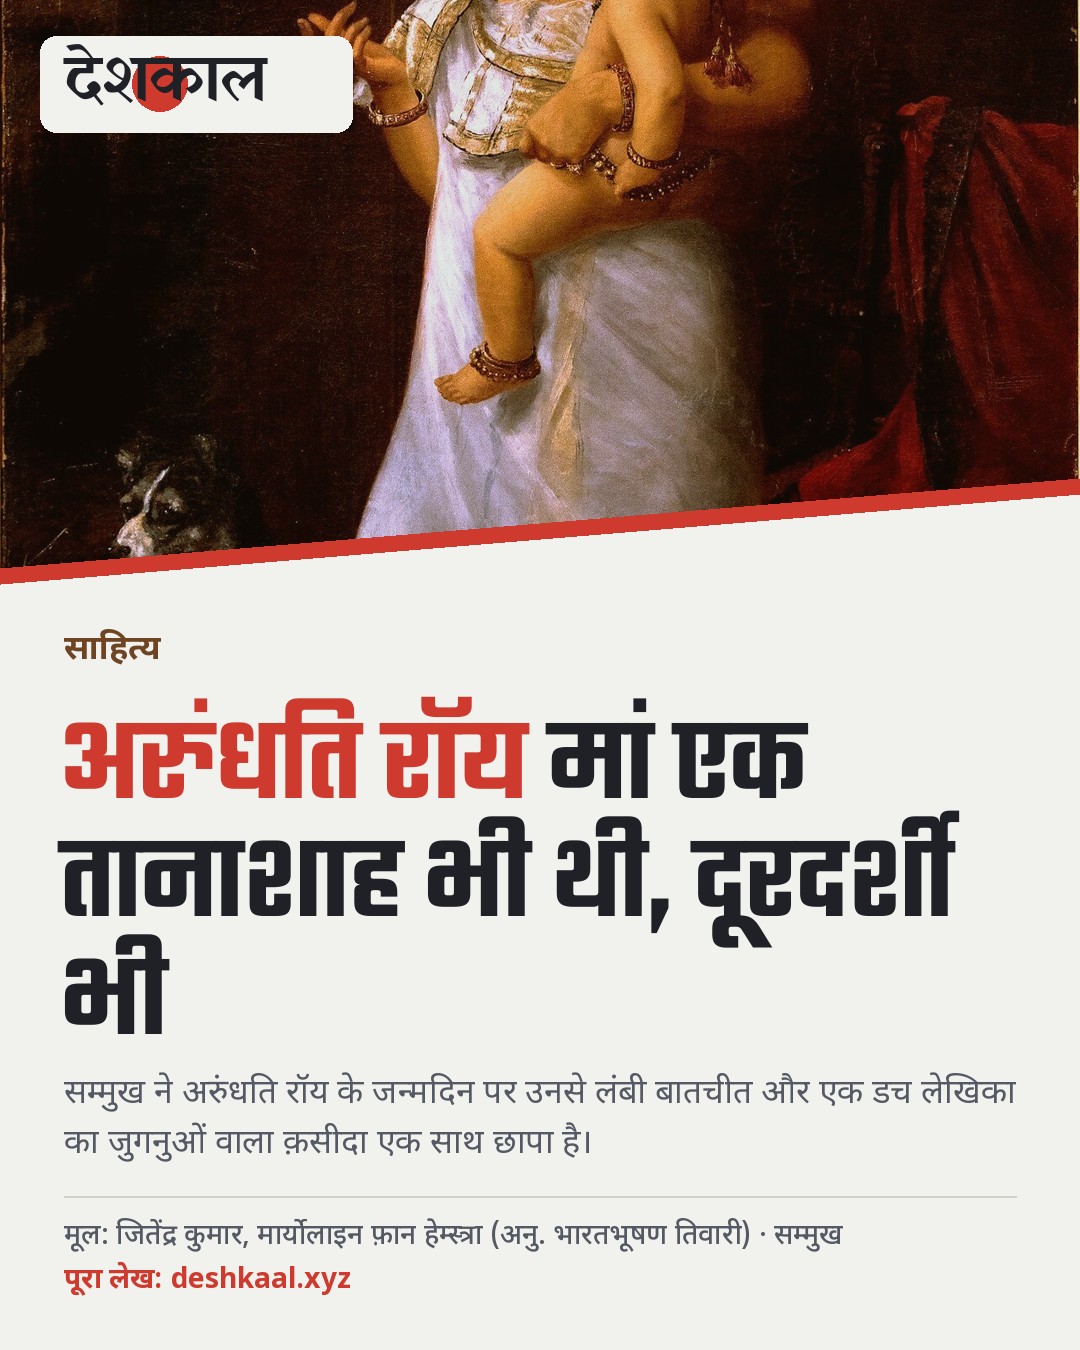 देशकाल
साहित्य
अरुंधति रॉय मां एक
तानाशाह भी थी, दूरदर्शी
भी
सम्मुख ने अरुंधति रॉय के जन्मदिन पर उनसे लंबी बातचीत और एक डच लेखिका
का जुगनुओं वाला क़सीदा एक साथ छापा है।
मूल: जितेंद्र कुमार, मार्योलाइन फ़ान हेम्स्त्रा (अनु. भारतभूषण तिवारी) · सम्मुख
पूरा लेख: deshkaal.xyz